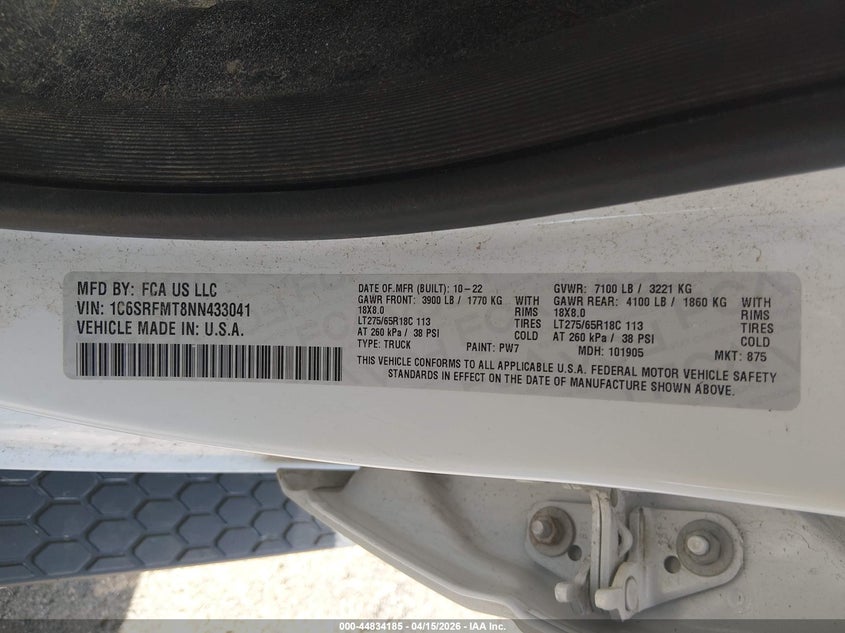 MFD BY: FCA US LLC
VIN: 1C6SRFMT8NN433041
VEHICLE MADE IN: U.S.A.
DATE OF.MFR (BUILT): 10-22
GAWR FRONT: 3900 LB / 1770 KG WITH
18X8.0 RIMS
LT275/65R18C 113 TIRES
AT 260 kPa / 38 PSI COLD
TYPE: TRUCK PAINT: PW7
GVWR: 7100 LB / 3221 KG
GAWR REAR: 4100 LB / 1860 KG WITH
18X8.0 RIMS
LT275/65R18C 113 TIRES
AT 260 kPa / 38 PSI COLD
MDH: 101905 MKT: 875
THIS VEHICLE CONFORMS TO ALL APPLICABLE U.S.A. FEDERAL MOTOR VEHICLE SAFETY
STANDARDS IN EFFECT ON THE DATE OF MANUFACTURE SHOWN ABOVE.
000-44834185 - 04/15/2026 - IAA Inc.